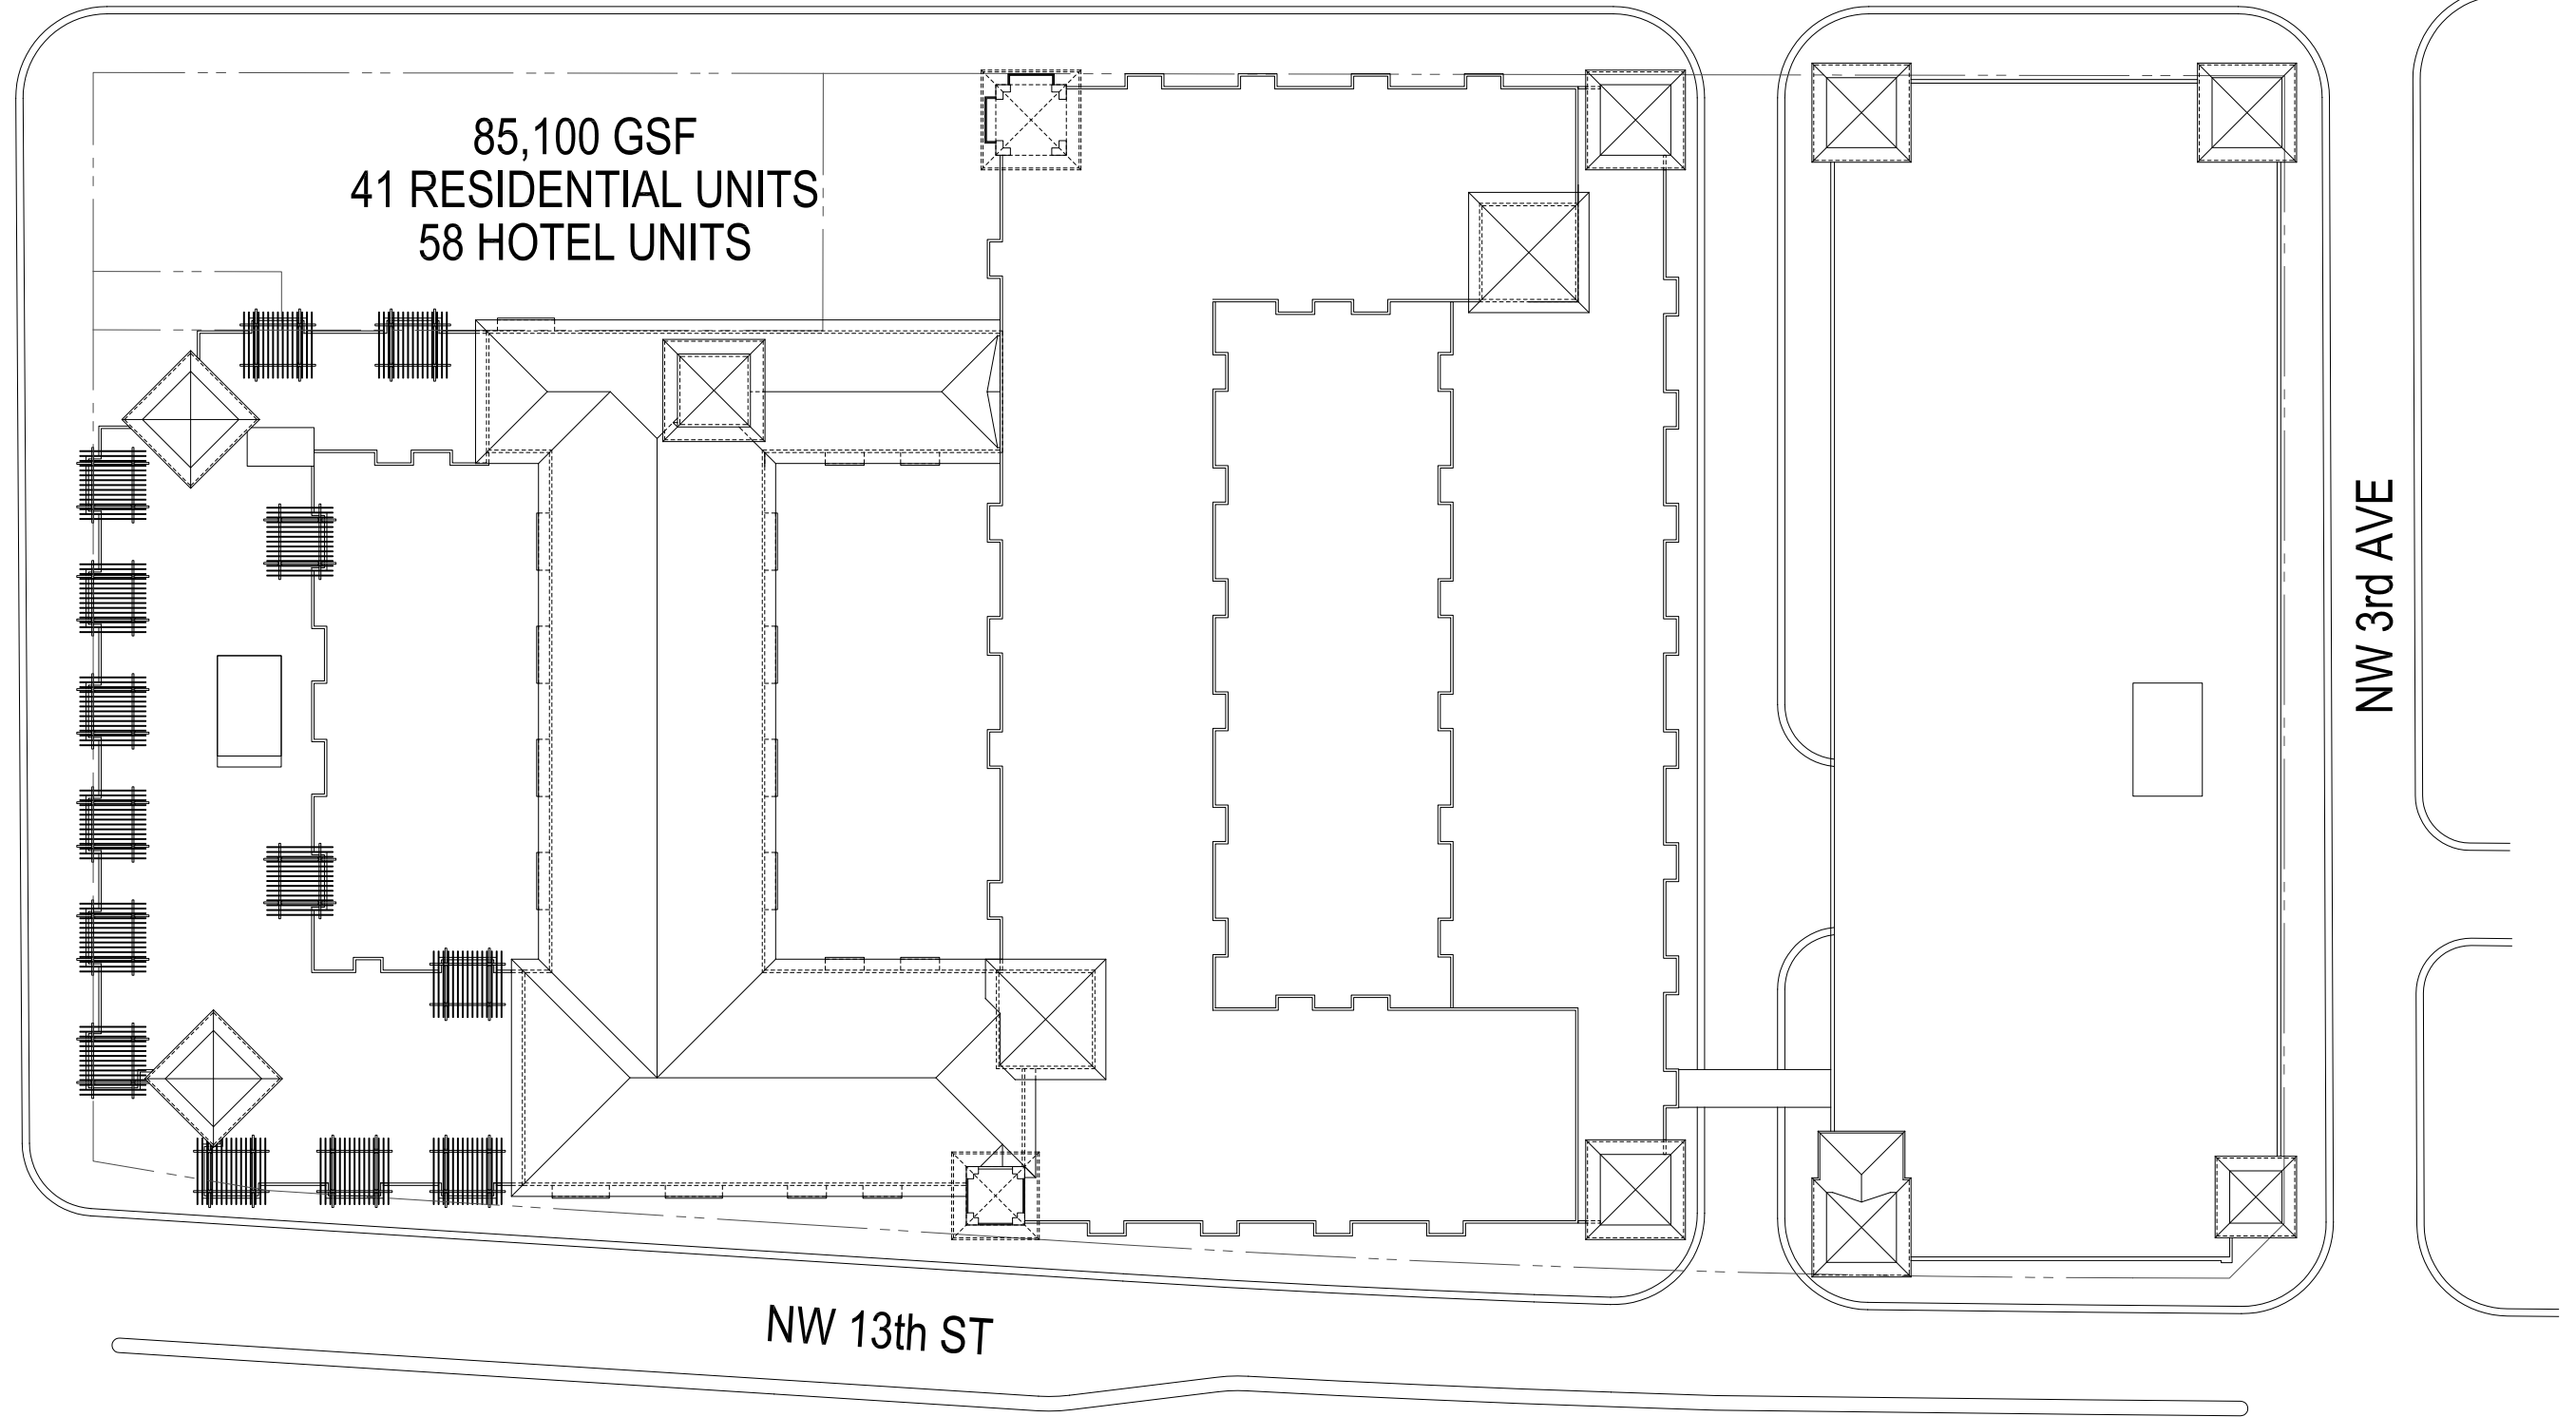 85,100 GSF
41 RESIDENTIAL UNITS
58 HOTEL UNITS
NW 3rd AVE
NW 13th ST